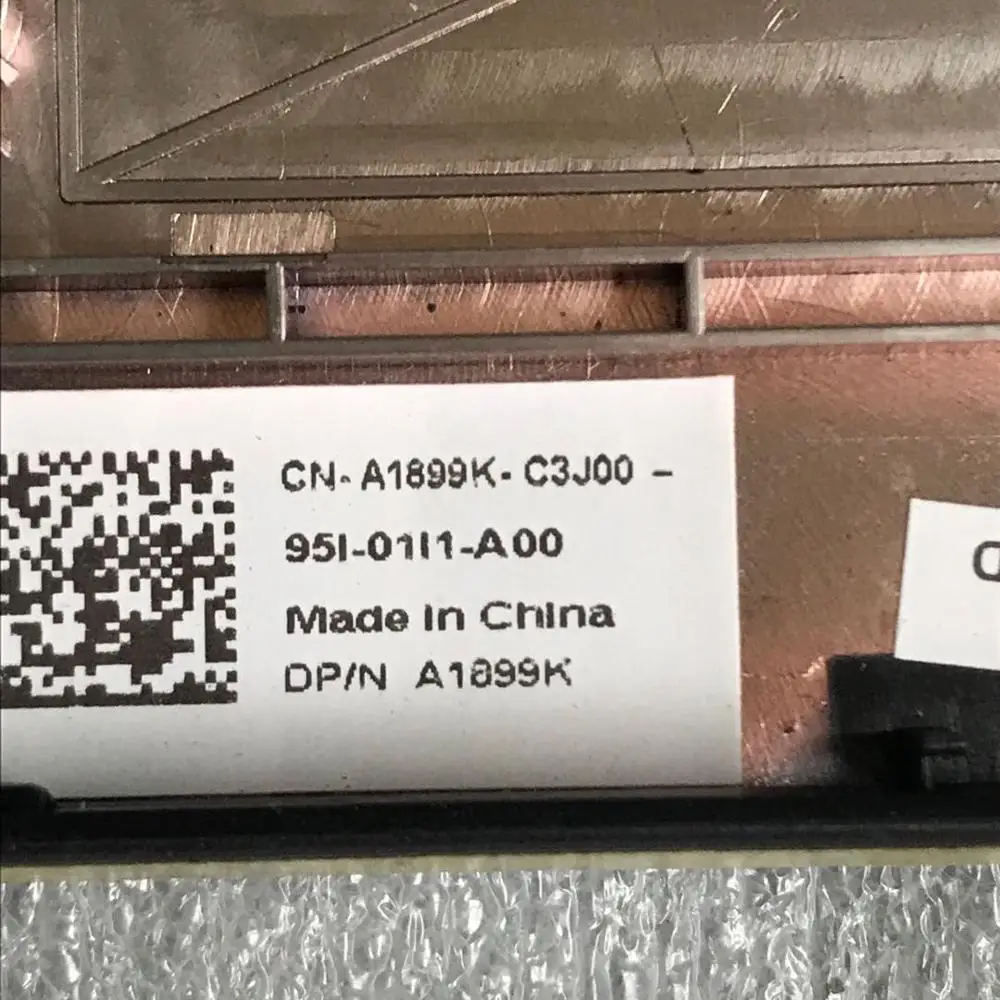 CN-A1899K-C3J00 -
95I-01I1-A00
Made In China
DP/N A1899K
D